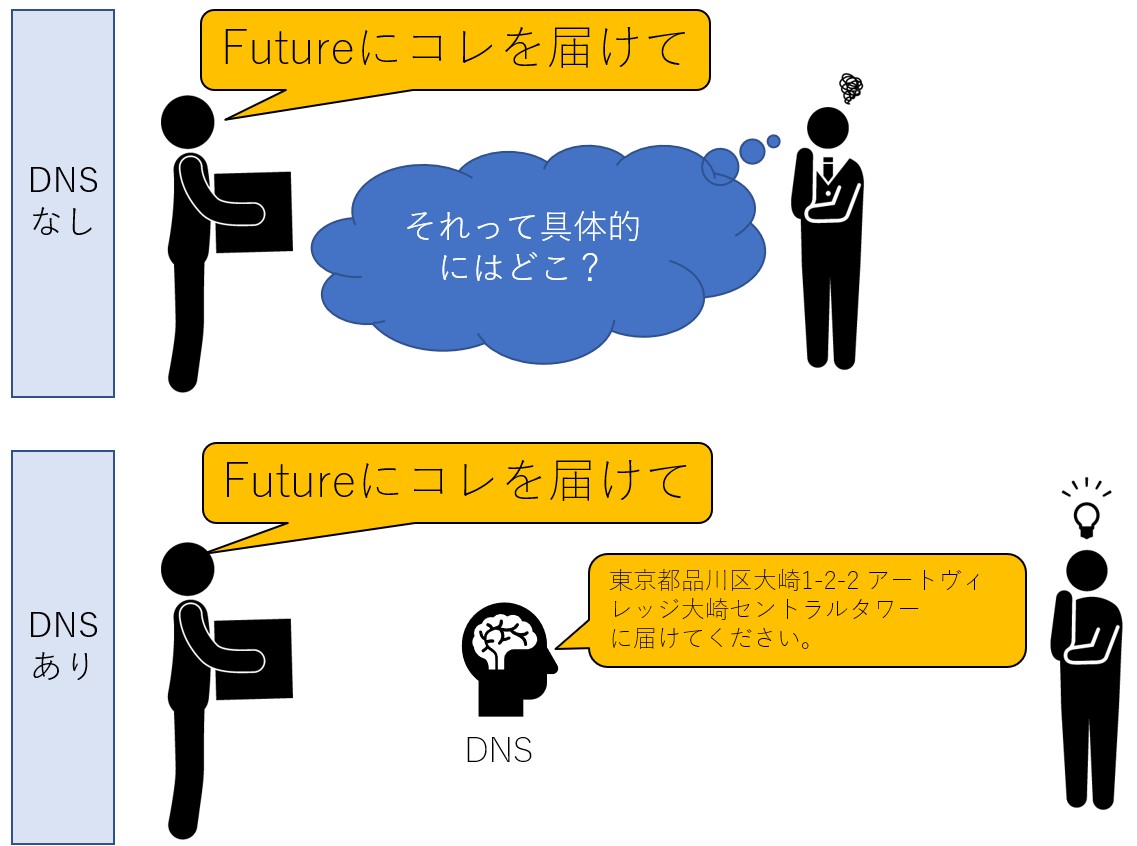 DNS
なし
Futureにコレを届けて
それって具体的
にはどこ？
DNS
あり
Futureにコレを届けて
東京都品川区大崎1-2-2 アートヴィ
レッジ大崎セントラルタワー
に届けてください。
DNS